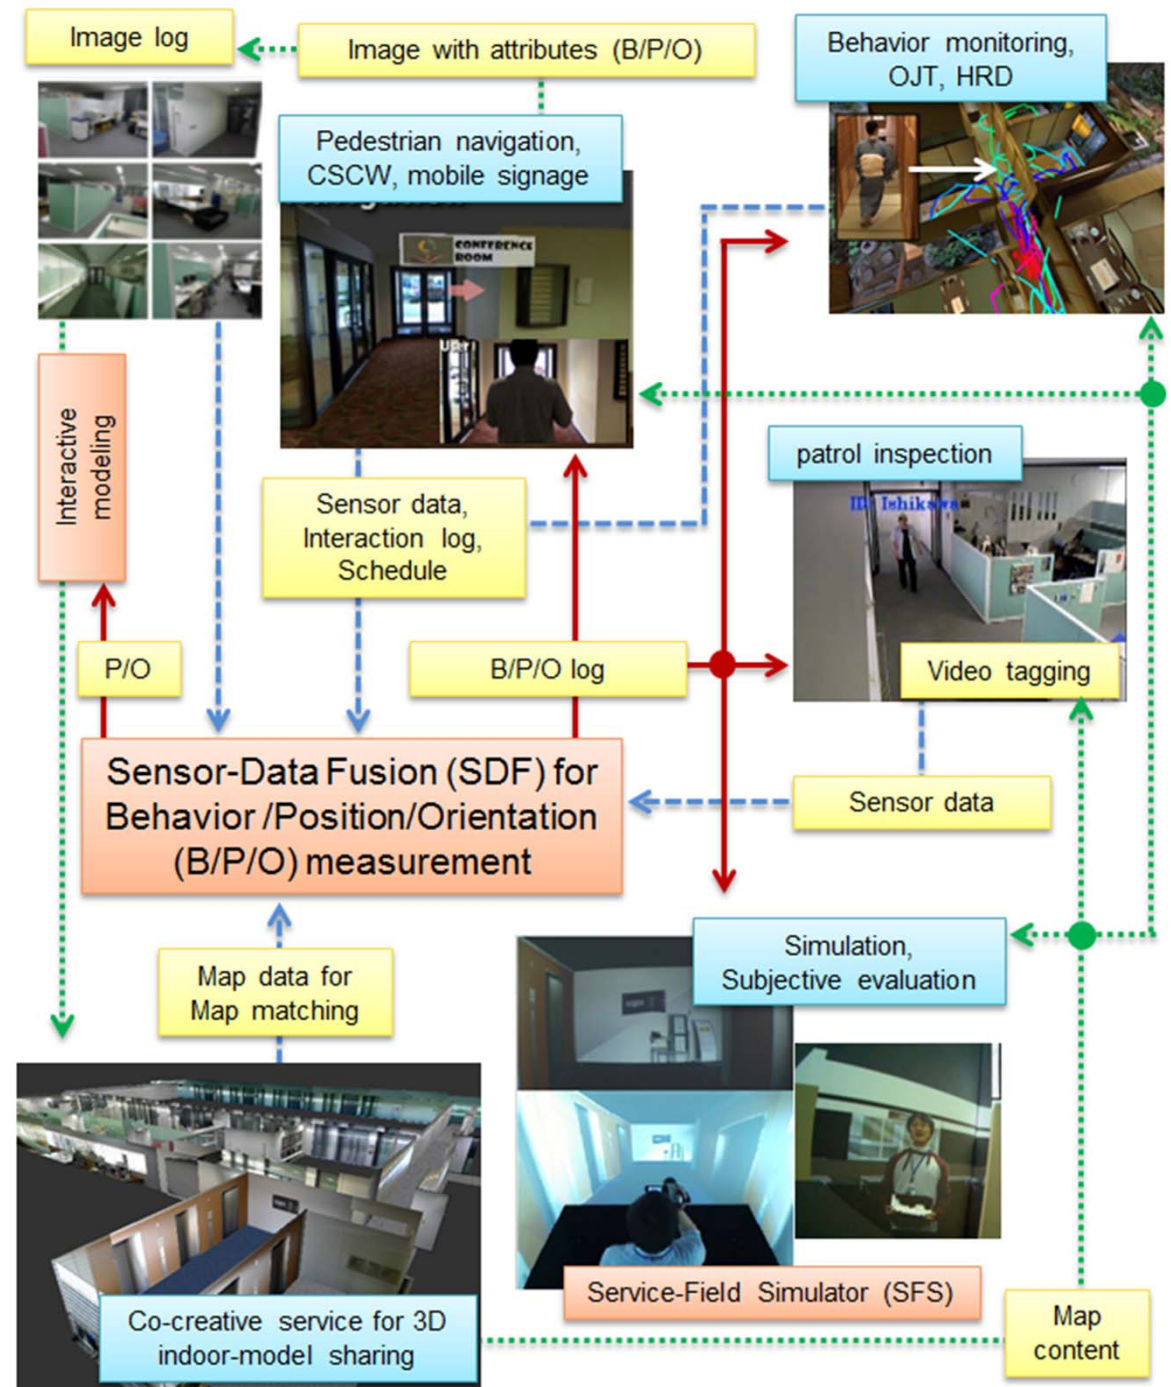 Image log
Image with attributes (B/P/O)
Behavior monitoring,
OJT, HRD
Pedestrian navigation,
CSCW, mobile signage
CONFERENCE
ROOM
Interactive
modeling
patrol inspection
Sensor data,
Interaction log,
Schedule
ID: Ishikawa
P/O
B/P/O log
Video tagging
Sensor-Data Fusion (SDF) for
Behavior /Position/Orientation
(B/P/O) measurement
Sensor data
Map data for
Map matching
Simulation,
Subjective evaluation
Service-Field Simulator (SFS)
Co-creative service for 3D
indoor-model sharing
Map
content